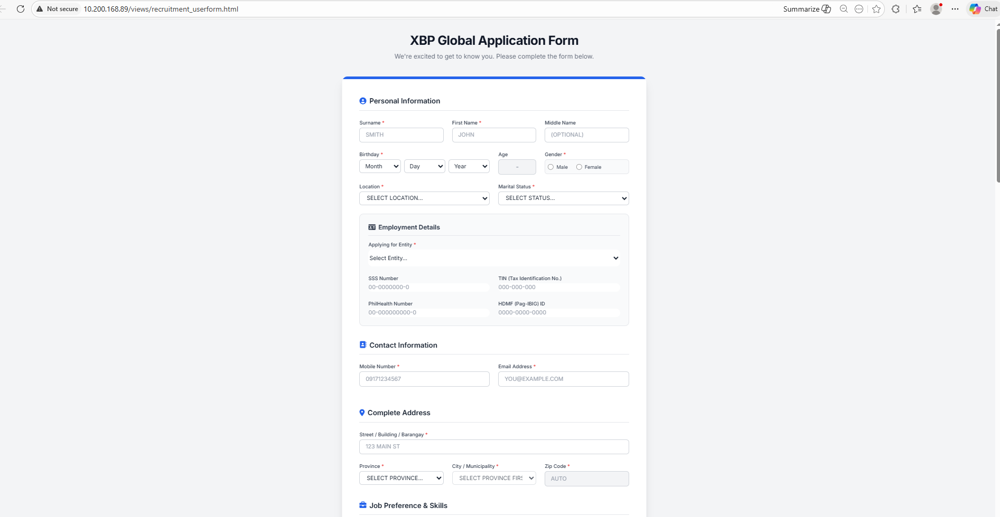 Not secure 10.200.168.89/views/recruitment_userform.html Summarize Chat
XBP Global Application Form
We're excited to get to know you. Please complete the form below.
Personal Information
Surname * First Name * Middle Name
SMITH JOHN (OPTIONAL)
Birthday * Age Gender *
Month Day Year - Male Female
Location * Marital Status *
SELECT LOCATION... SELECT STATUS...
Employment Details
Applying for Entity *
Select Entity...
SSS Number TIN (Tax Identification No.)
00-0000000-0 000-000-000
PhilHealth Number HDMF (Pag-IBIG) ID
00-000000000-0 0000-0000-0000
Contact Information
Mobile Number * Email Address *
09171234567 YOU@EXAMPLE.COM
Complete Address
Street / Building / Barangay *
123 MAIN ST
Province * City / Municipality * Zip Code *
SELECT PROVINCE... SELECT PROVINCE FIRS AUTO
Job Preference & Skills